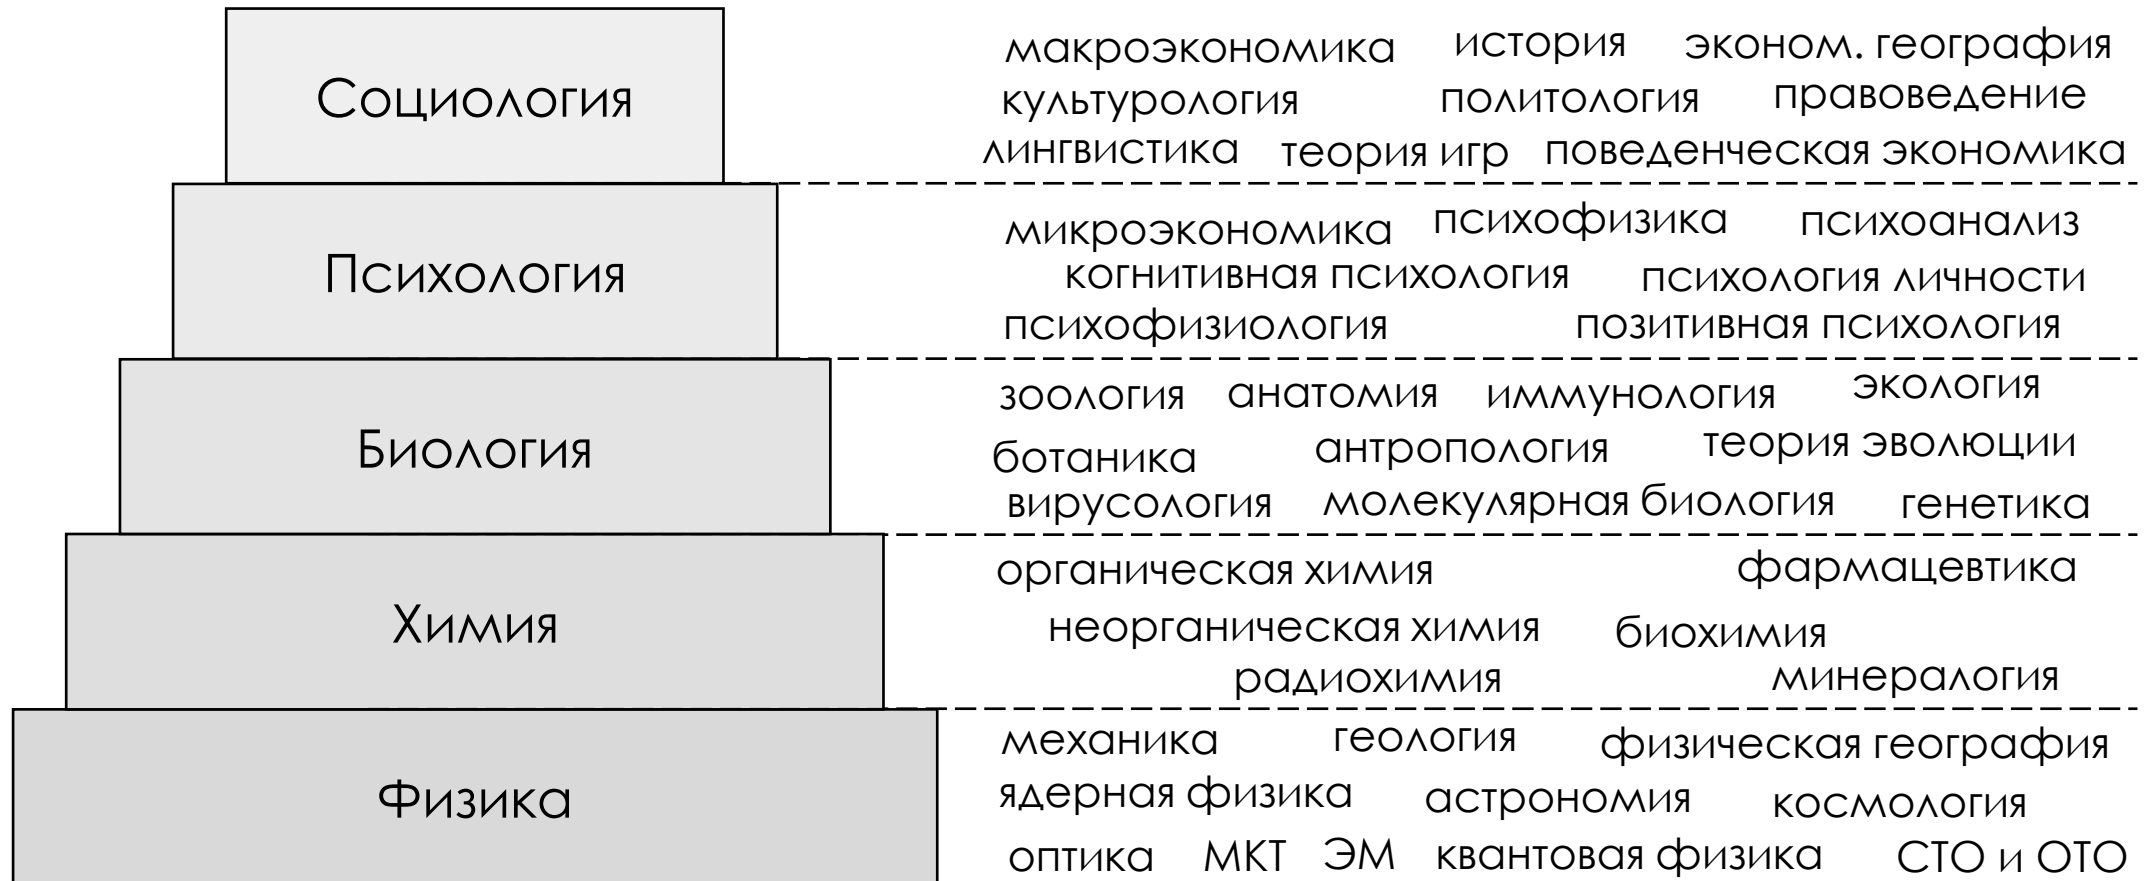 Социология
макроэкономика история эконом. география
культурология политология правоведение
лингвистика теория игр поведенческая экономика
Психология
микроэкономика психофизика психоанализ
когнитивная психология психология личности
психофизиология позитивная психология
Биология
зоология анатомия иммунология экология
ботаника антропология теория эволюции
вирусология молекулярная биология генетика
Химия
органическая химия фармацевтика
неорганическая химия биохимия
радиохимия минералогия
Физика
механика геология физическая география
ядерная физика астрономия космология
оптика МКТ ЭМ квантовая физика СТО и ОТО